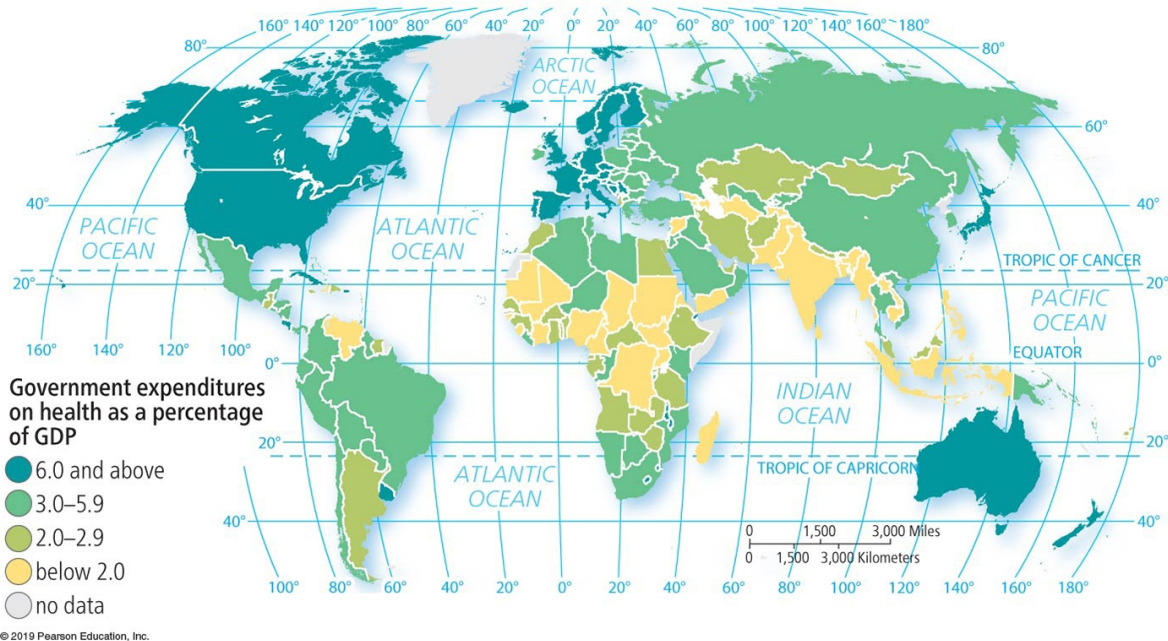 160° 140° 120° 100° 80° 60° 40° 20° 0° 20° 40° 60° 80° 100° 120° 140° 160° 180°
80° 80°
ARCTIC
OCEAN
60°
40° 40°
PACIFIC
OCEAN
ATLANTIC
OCEAN
TROPIC OF CANCER
20° 20°
PACIFIC
OCEAN
160° 140° 120° 100°
EQUATOR
0° 0°
INDIAN
OCEAN
Government expenditures
on health as a percentage
of GDP
6.0 and above
3.0–5.9
2.0–2.9
below 2.0
no data
20° 20°
TROPIC OF CAPRICORN
ATLANTIC
OCEAN
40° 40°
0 1,500 3,000 Miles
0 1,500 3,000 Kilometers
100° 80° 60° 40° 20° 0° 20° 40° 60° 80° 100° 120° 140° 160° 180°
© 2019 Pearson Education, Inc.